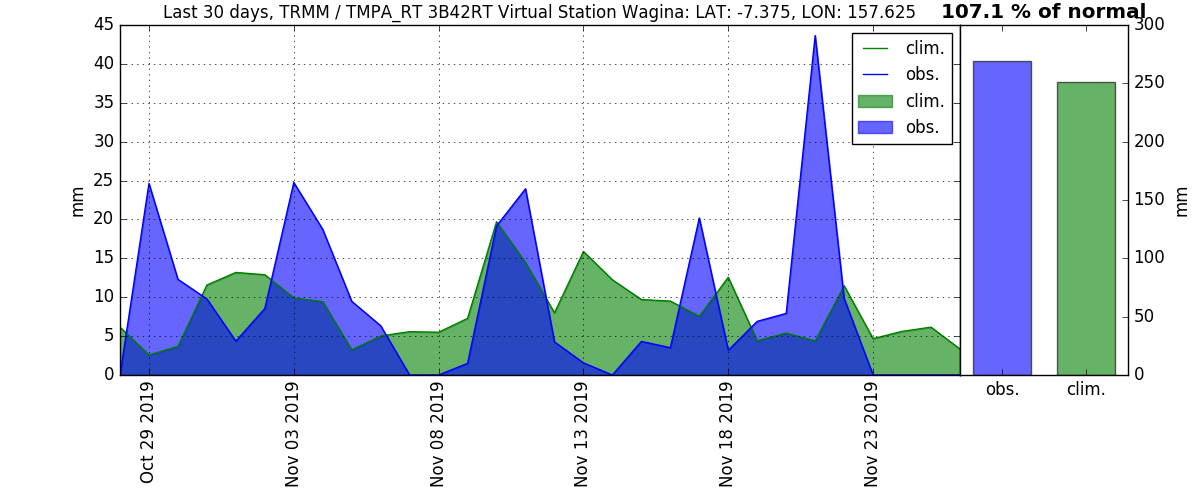 Last 30 days, TRMM / TMPA_RT 3B42RT Virtual Station Wagina: LAT: -7.375, LON: 157.625
107.1 % of normal
45
40
35
30
25
20
15
10
5
0
mm
clim.
obs.
clim.
obs.
300
250
200
150
100
50
0
mm
Oct 29 2019
Nov 03 2019
Nov 08 2019
Nov 13 2019
Nov 18 2019
Nov 23 2019
obs.
clim.